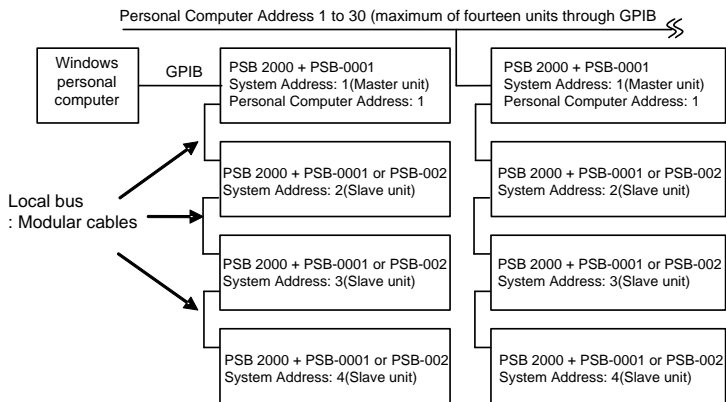 Personal Computer Address 1 to 30 (maximum of fourteen units through GPIB
Windows
personal
computer
GPIB
PSB 2000 + PSB-0001
System Address: 1(Master unit)
Personal Computer Address: 1
PSB 2000 + PSB-0001
System Address: 1(Master unit)
Personal Computer Address: 1
Local bus
: Modular cables
PSB 2000 + PSB-0001 or PSB-002
System Address: 2(Slave unit)
PSB 2000 + PSB-0001 or PSB-002
System Address: 2(Slave unit)
PSB 2000 + PSB-0001 or PSB-002
System Address: 3(Slave unit)
PSB 2000 + PSB-0001 or PSB-002
System Address: 3(Slave unit)
PSB 2000 + PSB-0001 or PSB-002
System Address: 4(Slave unit)
PSB 2000 + PSB-0001 or PSB-002
System Address: 4(Slave unit)